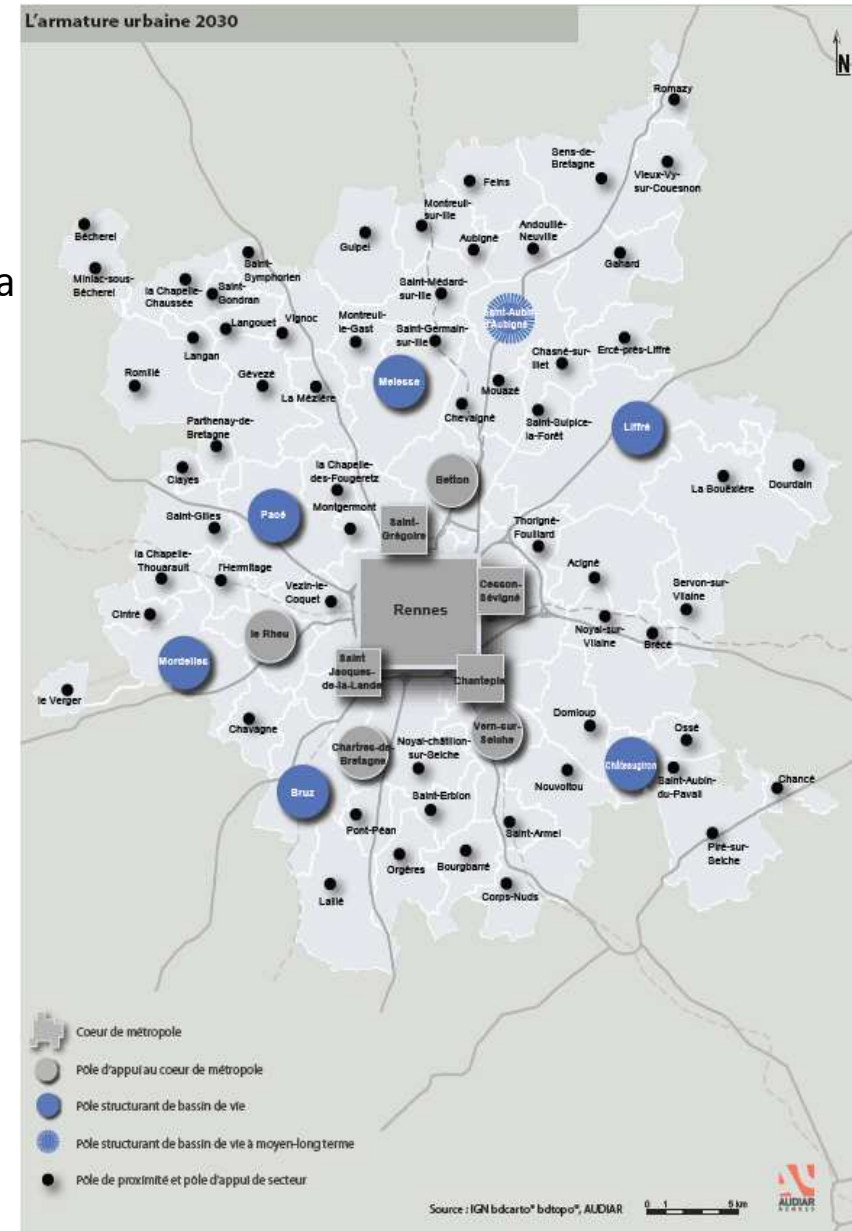 L'armature urbaine 2030
N
a
Romazy
Sens-de-
Bretagne
Vieux-Vy-
sur-Couesnon
Feins
Montreuil-
sur-Ille
Guipel
Aubigné
Andouillé-
Neuville
Gahard
Bécherel
Miniac-sous-
Bécherel
Saint-
Symphorien
la Chapelle-
Chaussée
Saint-
Gondran
Saint-Médard-
sur-Ille
Langouet
Vignoc
Montreuil-
le-Gast
Saint-Germain-
sur-Ille
Langan
Chasné-sur-
Illet
Ercé-près-Liffré
Romillé
Gévezé
La Mézière
Melesse
Mouazé
Chevaigné
Saint-Sulpice-
la-Forêt
Liffré
Parthenay-de-
Bretagne
Clayes
la Chapelle-
des-Fougeretz
Betton
La Bouëxière
Dourdain
Saint-Gilles
Pacé
Montgermont
Saint-
Grégoire
Thorigné-
Fouillard
la Chapelle-
Thouarault
l'Hermitage
Vezin-le-
Coquet
Rennes
Cesson-
Sévigné
Acigné
Servon-sur-
Vilaine
Cintré
le Rheu
Noyal-sur-
Vilaine
Brécé
Mordelles
Saint
Jacques-
de-la-Lande
Chantepie
le Verger
Chavagne
Chartres-de-
Bretagne
Noyal-châtillon-
sur-Seiche
Vern-sur-
Seiche
Domloup
Ossé
Châteaugiron
Saint-Aubin-
du-Pavail
Chancé
Bruz
Saint-Erblon
Nouvoitou
Pont-Péan
Saint-Armel
Piré-sur-
Seiche
Orgères
Bourgbarré
Laillé
Corps-Nuds
Coeur de métropole
Pôle d'appui au coeur de métropole
Pôle structurant de bassin de vie
Pôle structurant de bassin de vie à moyen-long terme
Pôle de proximité et pôle d'appui de secteur
Source : IGN bdcarto® bdtopo®, AUDIAR
0 1 5 km
AUDIAR
RENNES